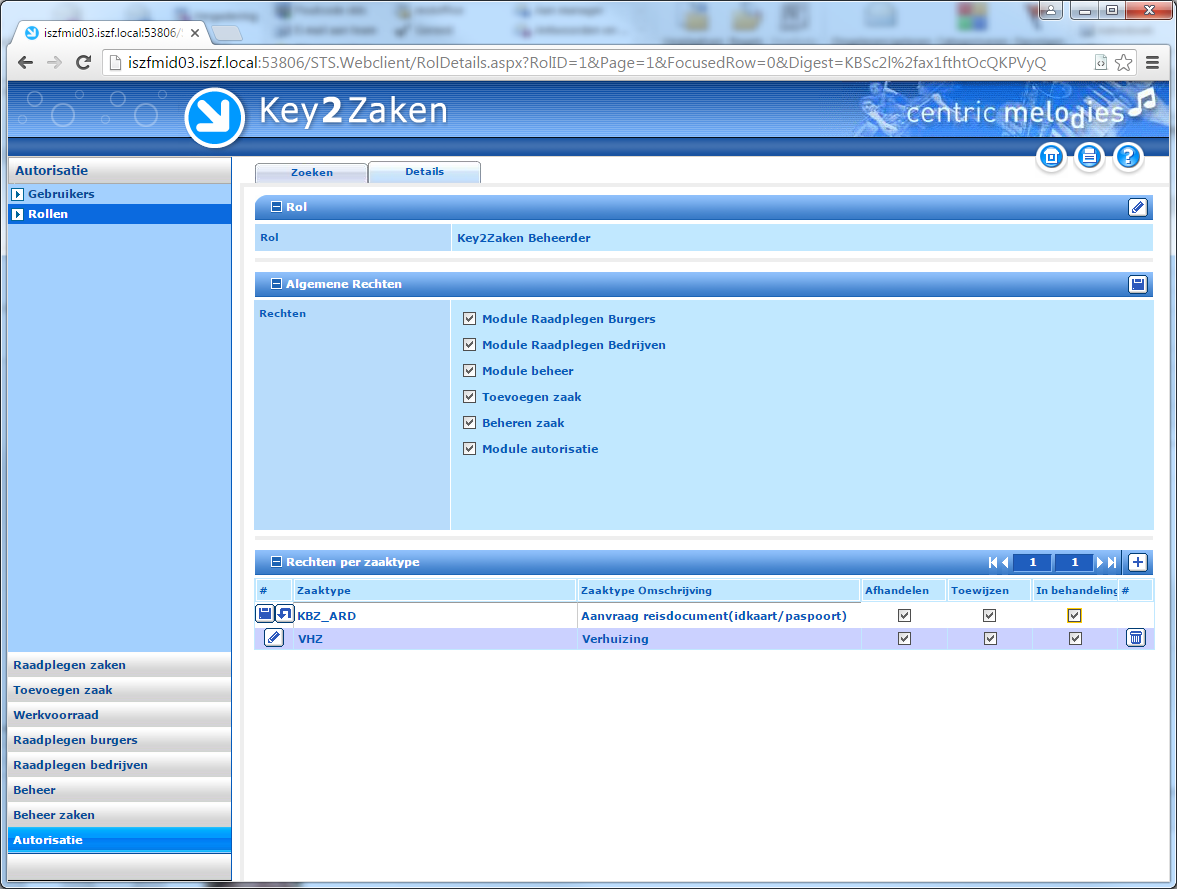 iszfmid03.iszf.local:53806/
iszfmid03.iszf.local:53806/STS.Webclient/RolDetails.aspx?RolID=1&Page=1&FocusedRow=0&Digest=KBSc2l%2fax1fthtOcQKPVyQ
Key2Zaken
centric melodies
Autorisatie
Gebruikers
Rollen
Zoeken
Details
Rol
Rol
Key2Zaken Beheerder
Algemene Rechten
Rechten
Module Raadplegen Burgers
Module Raadplegen Bedrijven
Module beheer
Toevoegen zaak
Beheren zaak
Module autorisatie
Rechten per zaaktype
1
1
# Zaaktype Zaaktype Omschrijving Afhandelen Toewijzen In behandeling #
KBZ_ARD Aanvraag reisdocument(idkaart/paspoort)
VHZ Verhuizing
Raadplegen zaken
Toevoegen zaak
Werkvoorraad
Raadplegen burgers
Raadplegen bedrijven
Beheer
Beheer zaken
Autorisatie